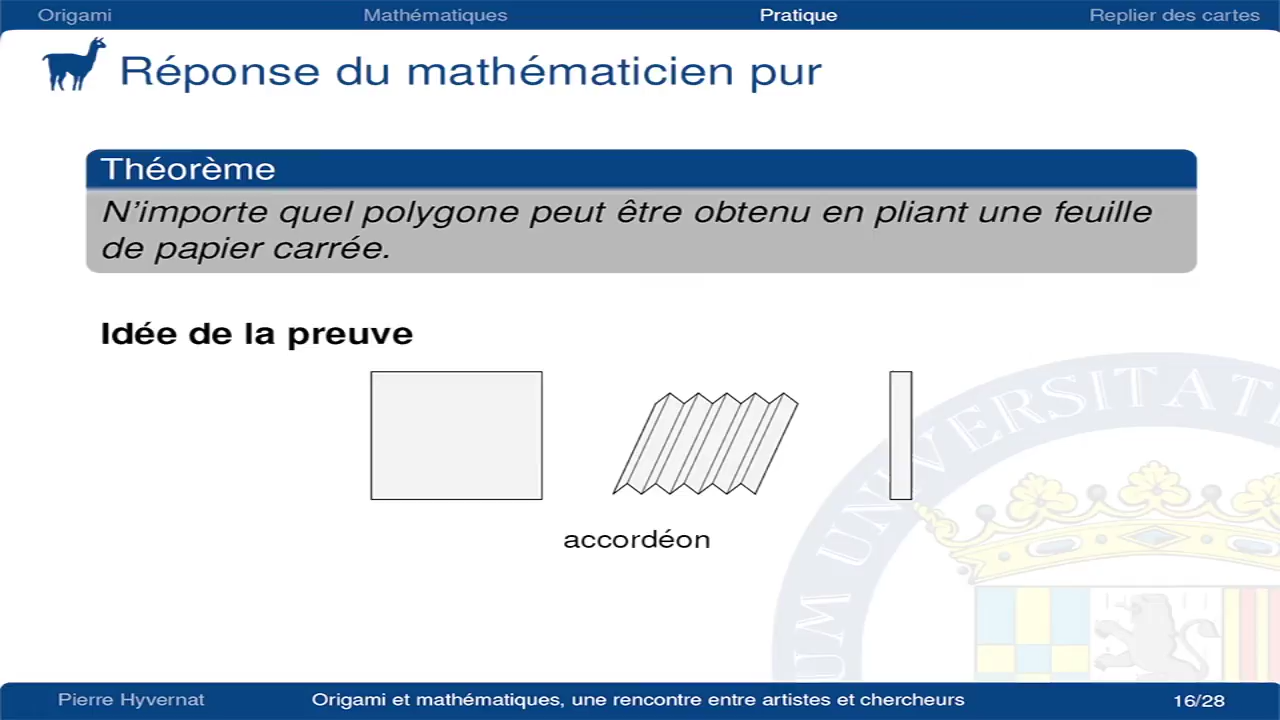 Origami Mathématiques Pratique Replier des cartes
Réponse du mathématicien pur
Théorème
N'importe quel polygone peut être obtenu en pliant une feuille
de papier carrée.
Idée de la preuve
accordéon
Pierre Hyvernat Origami et mathématiques, une rencontre entre artistes et chercheurs 16/28